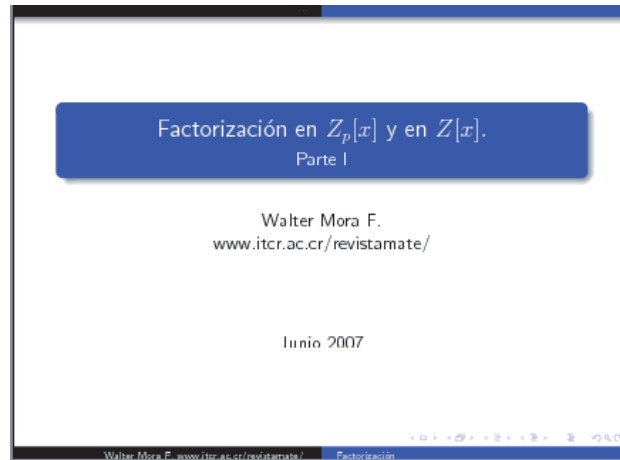 Factorización en Z_p[x] y en Z[x].
Parte I
Walter Mora F.
www.itcr.ac.cr/revistamate/
Junio 2007
Walter Mora F. www.itcr.ac.cr/revistamate/ Factorización